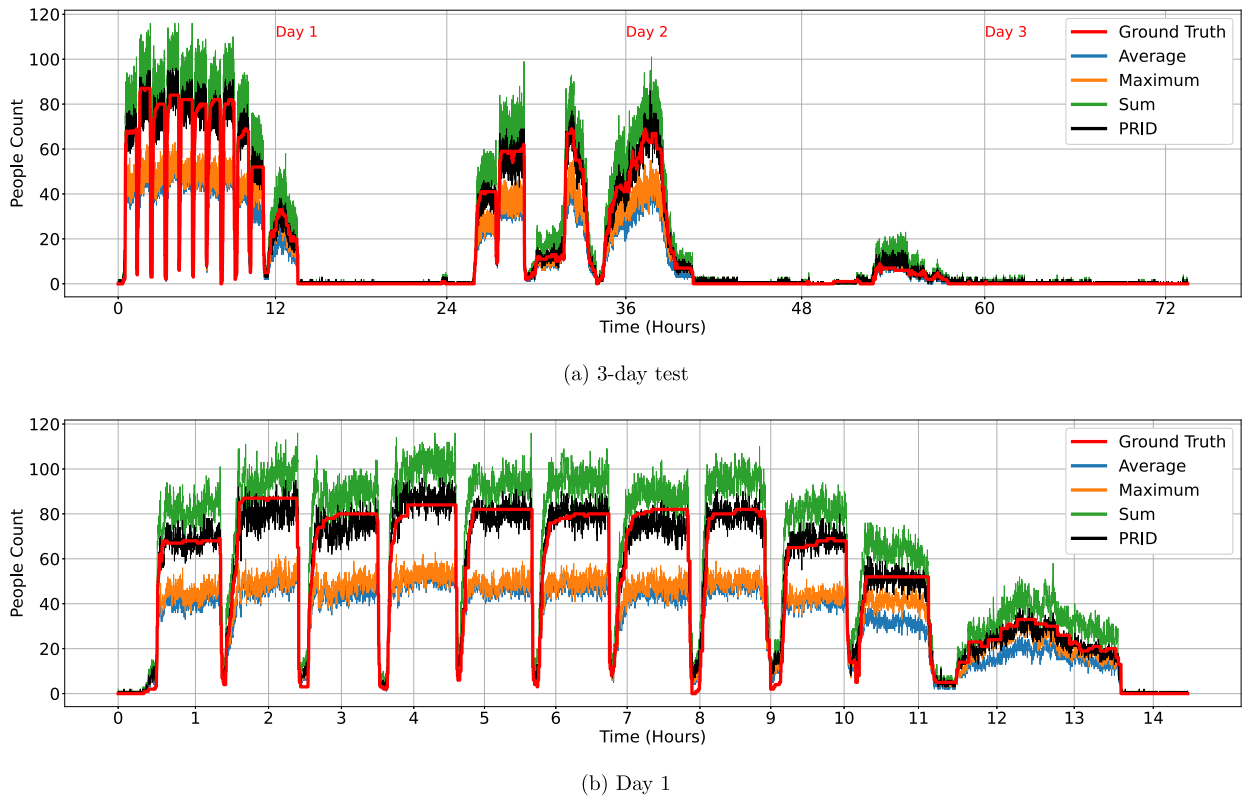 120
100
80
60
40
20
0
People Count
Day 1
Day 2
Day 3
Ground Truth
Average
Maximum
Sum
PRID
0 12 24 36 48 60 72
Time (Hours)
(a) 3-day test
120
100
80
60
40
20
0
People Count
Ground Truth
Average
Maximum
Sum
PRID
0 1 2 3 4 5 6 7 8 9 10 11 12 13 14
Time (Hours)
(b) Day 1